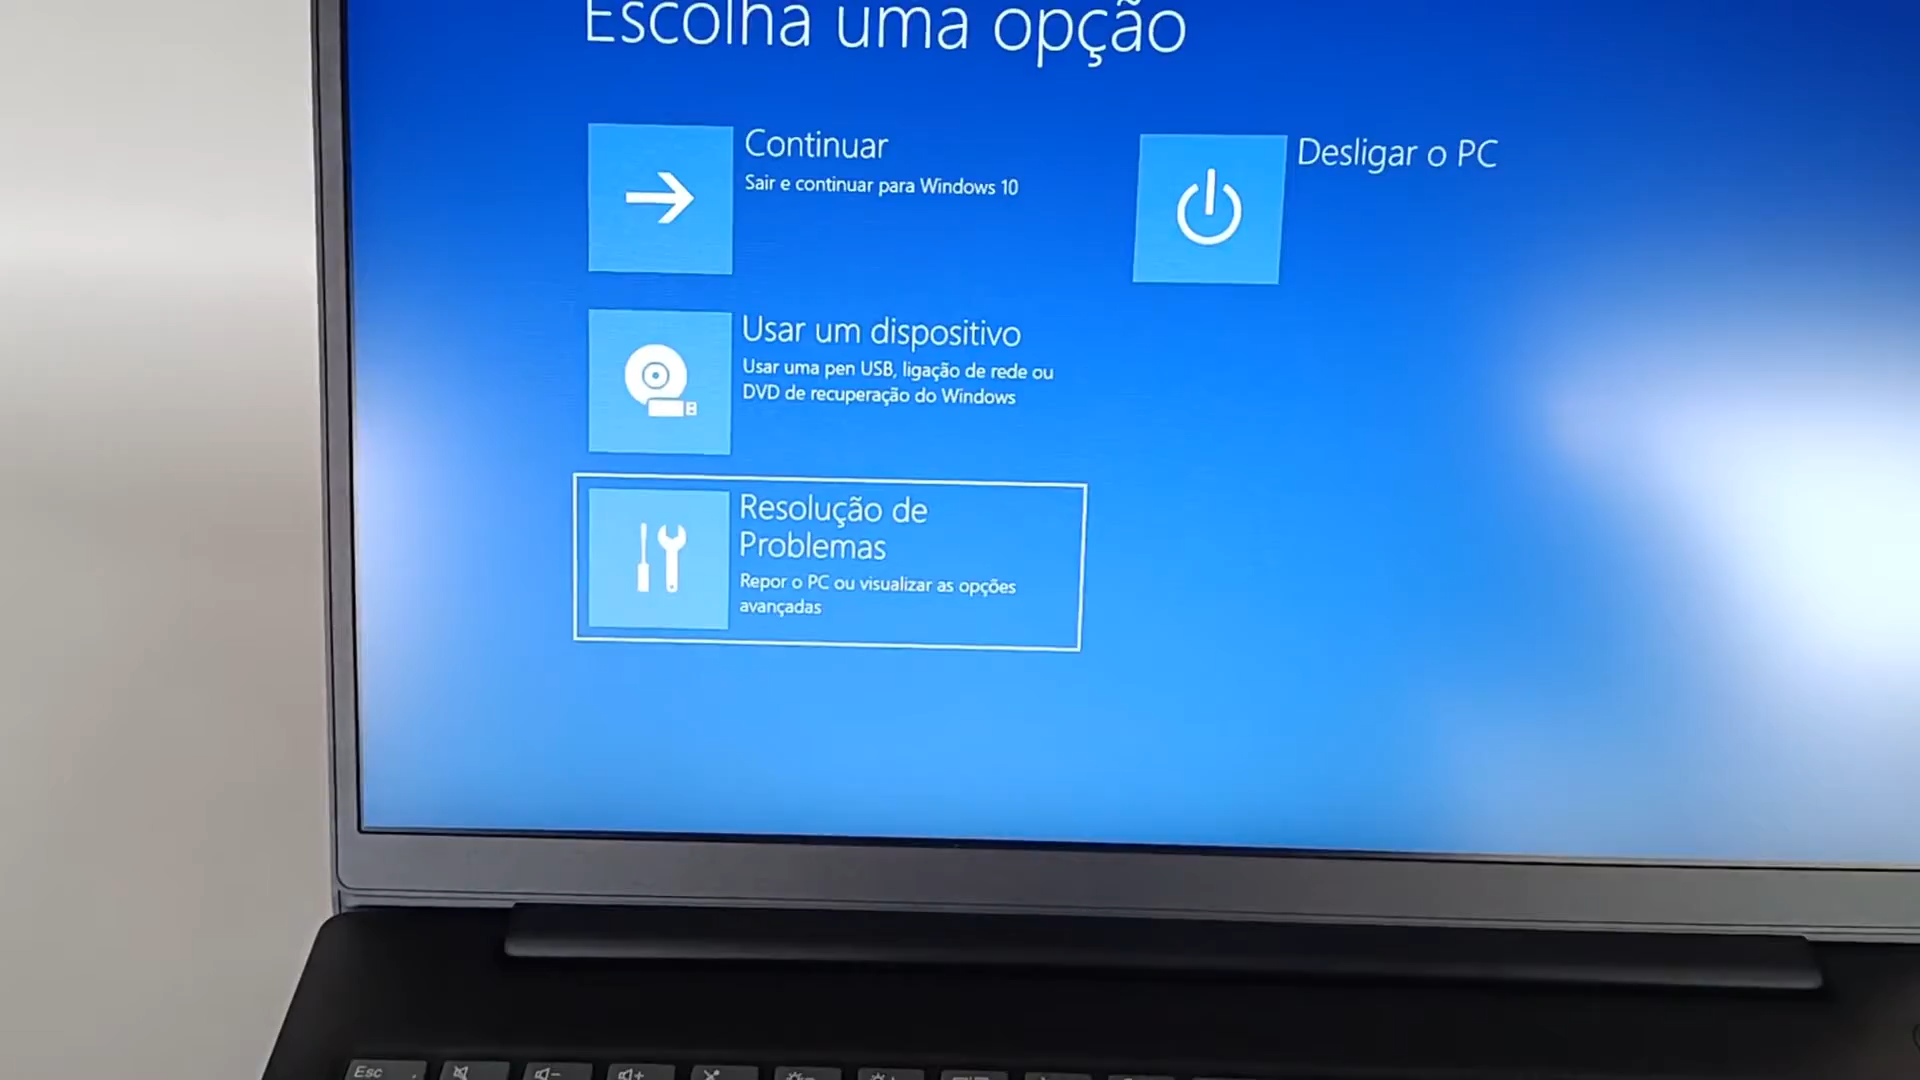 Escolha uma opção
Continuar
Sair e continuar para Windows 10
Desligar o PC
Usar um dispositivo
Usar uma pen USB, ligação de rede ou
DVD de recuperação do Windows
Resolução de
Problemas
Repor o PC ou visualizar as opções
avançadas
Esc